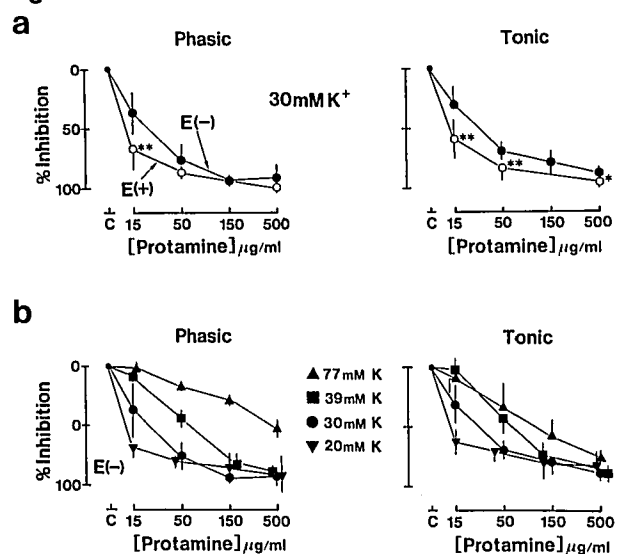 a
Phasic
Tonic
0
50
100
% Inhibition
30mM K+
E(-)
E(+)
**
**
**
*
C 15 50 150 500
[Protamine] μg/ml
C 15 50 150 500
[Protamine] μg/ml
b
Phasic
Tonic
0
0
100
% Inhibition
E(-)
▲ 77mM K
■ 39mM K
● 30mM K
▼ 20mM K
C 15 50 150 500
[Protamine] μg/ml
C 15 50 150 500
[Protamine] μg/ml